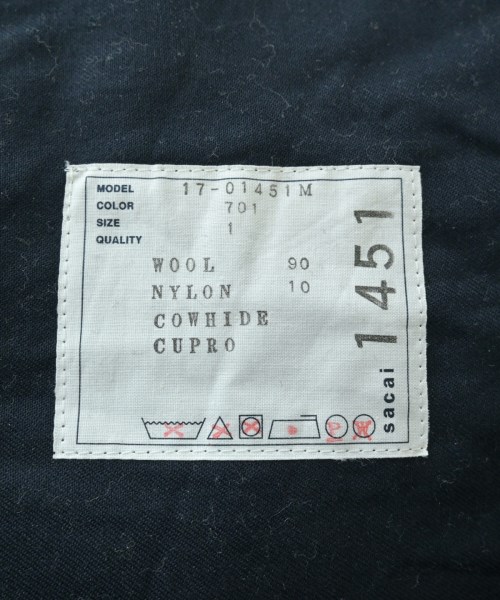 MODEL 17-01451M
COLOR 701
SIZE 1
QUALITY
WOOL 90
NYLON 10
COWHIDE
CUPRO
sacai 1451